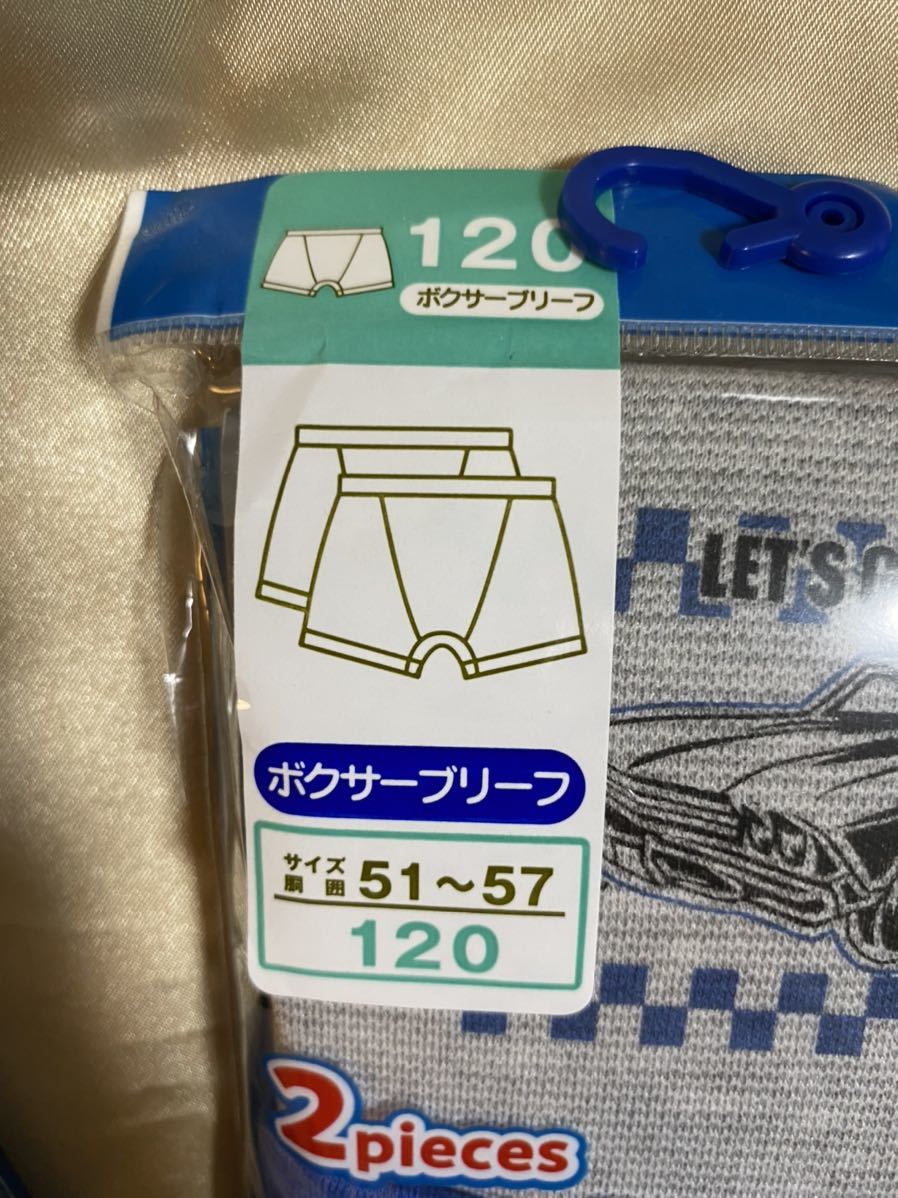 120
ボクサーブリーフ
LET'S
ボクサーブリーフ
サイズ
胴囲 51〜57
120
2pieces